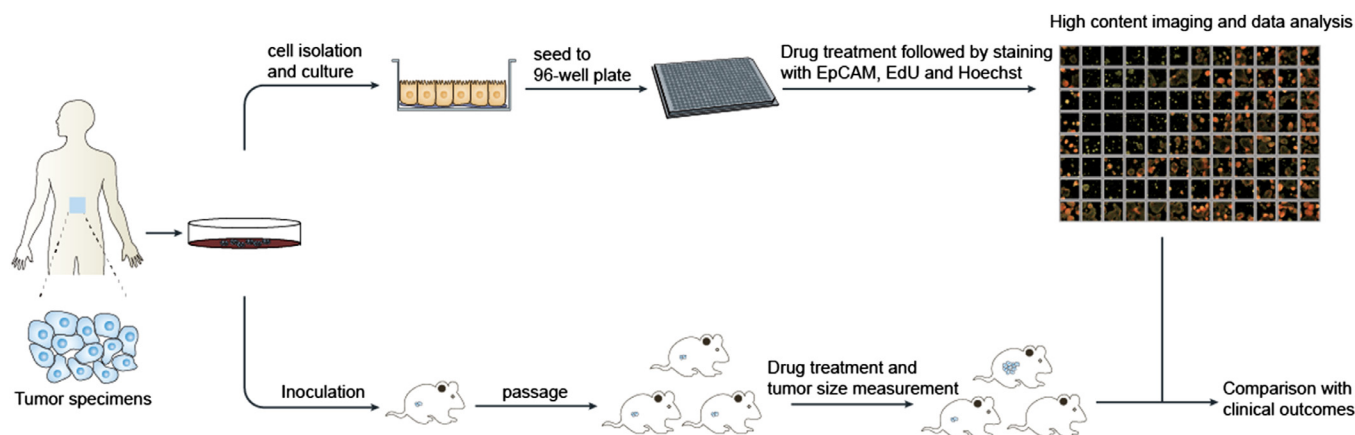 High content imaging and data analysis
cell isolation
and culture
seed to
96-well plate
Drug treatment followed by staining
with EpCAM, EdU and Hoechst
Tumor specimens
Inoculation
passage
Drug treatment and
tumor size measurement
Comparison with
clinical outcomes